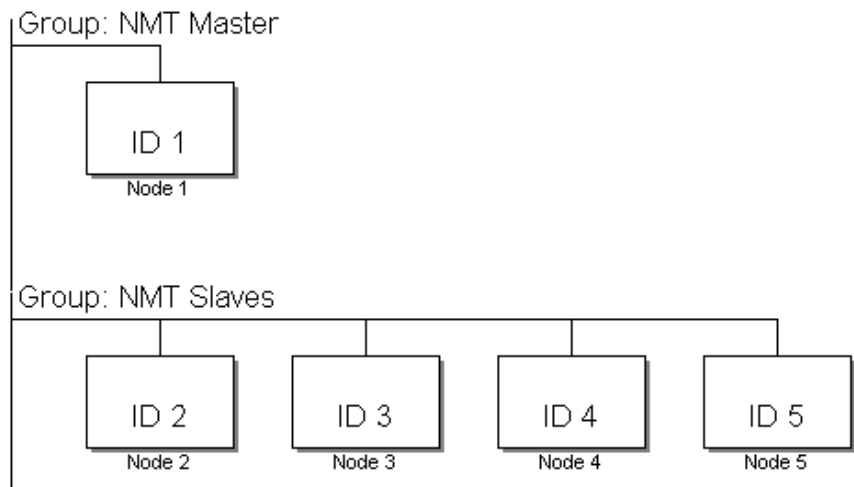 Group: NMT Master
ID 1
Node 1
Group: NMT Slaves
ID 2
ID 3
ID 4
ID 5
Node 2
Node 3
Node 4
Node 5